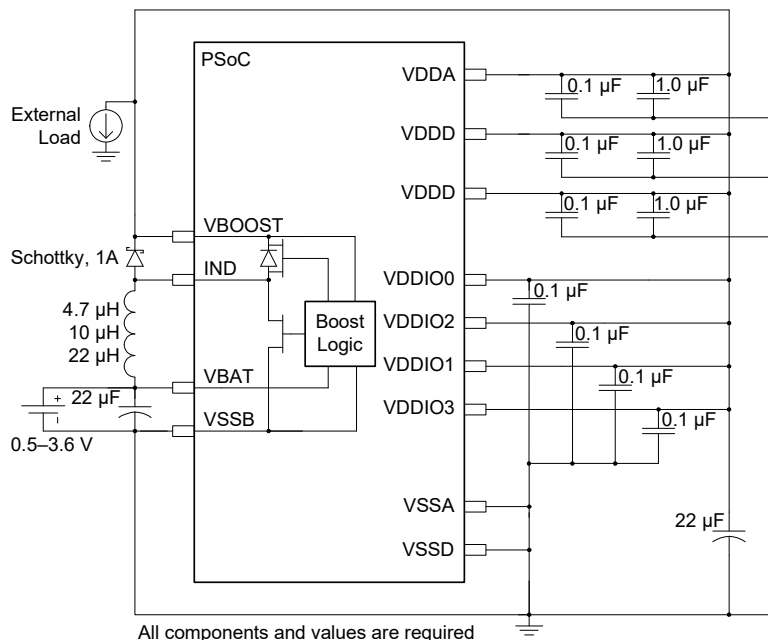 PSoC
VDDA
0.1 µF
1.0 µF
External
Load
VDDD
0.1 µF
1.0 µF
VDDD
0.1 µF
1.0 µF
VBOOST
Schottky, 1A
IND
VDDIO0
0.1 µF
4.7 µH
10 µH
22 µH
Boost
Logic
VDDIO2
0.1 µF
VDDIO1
0.1 µF
VBAT
22 µF
VDDIO3
0.1 µF
+
-
VSSB
0.5–3.6 V
VSSA
22 µF
VSSD
All components and values are required